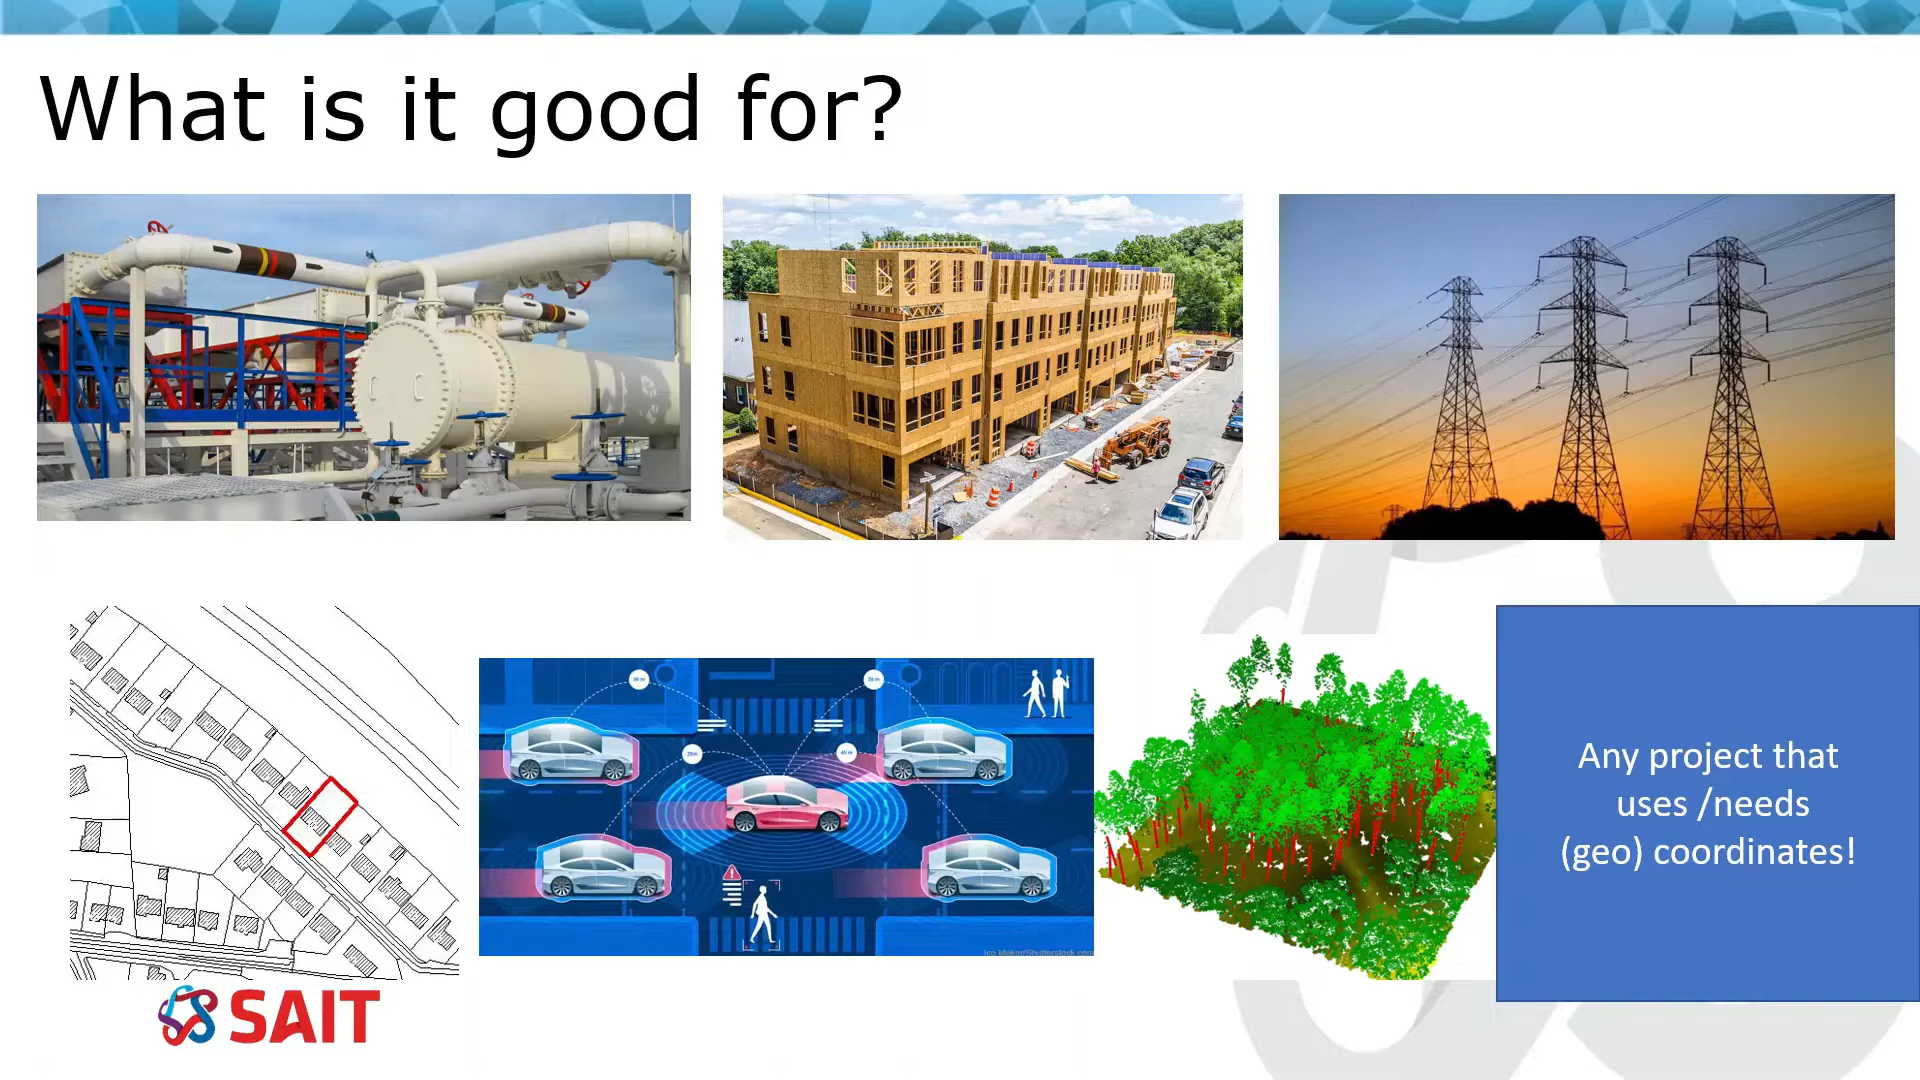 What is it good for?
Any project that
uses /needs
(geo) coordinates!
SAIT